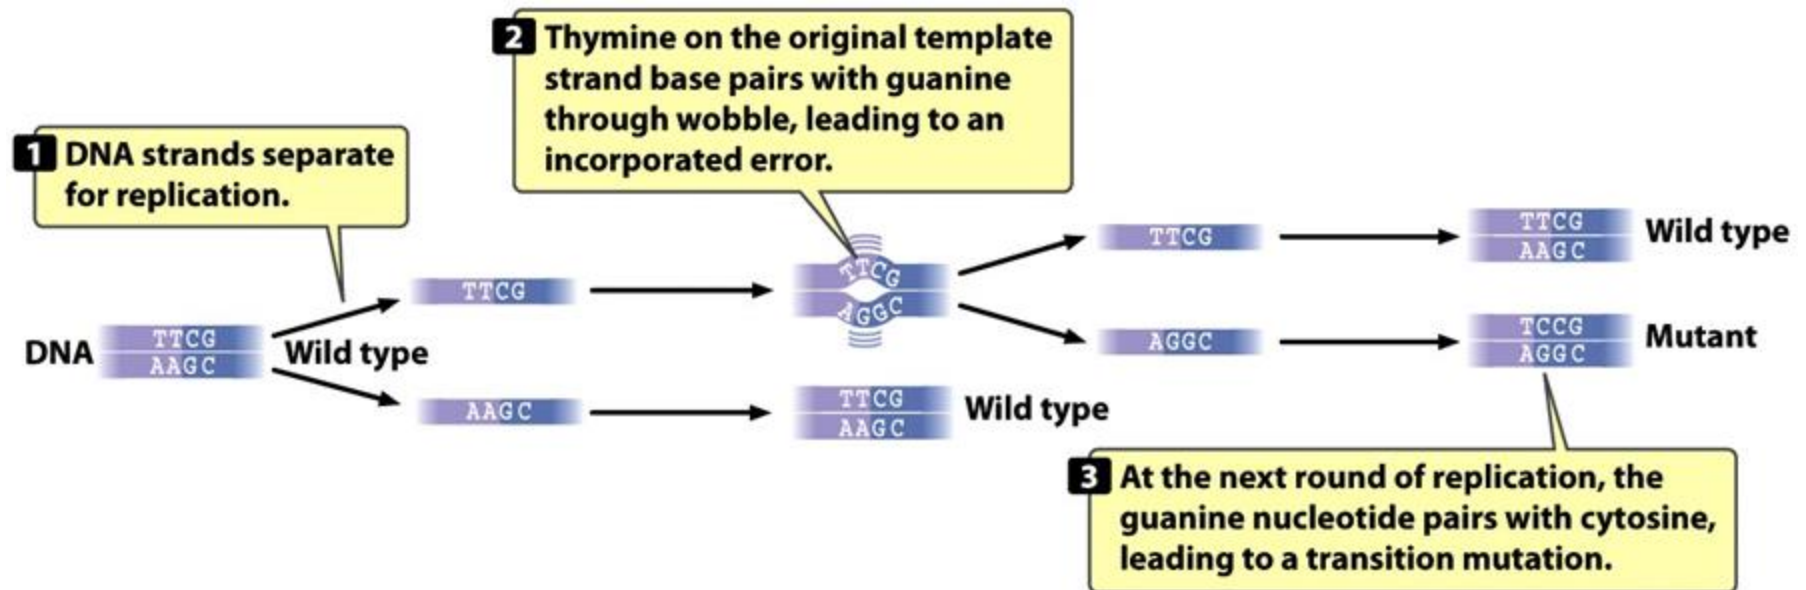 1 DNA strands separate
for replication.
2 Thymine on the original template
strand base pairs with guanine
through wobble, leading to an
incorporated error.
DNA
TTCG
AAGC
Wild type
TTCG
AAGC
TTCG
AGGC
TTCG
AAGC
Wild type
TTCG
AGGC
TTCG
AAGC
Wild type
TCCG
AGGC
Mutant
3 At the next round of replication, the
guanine nucleotide pairs with cytosine,
leading to a transition mutation.